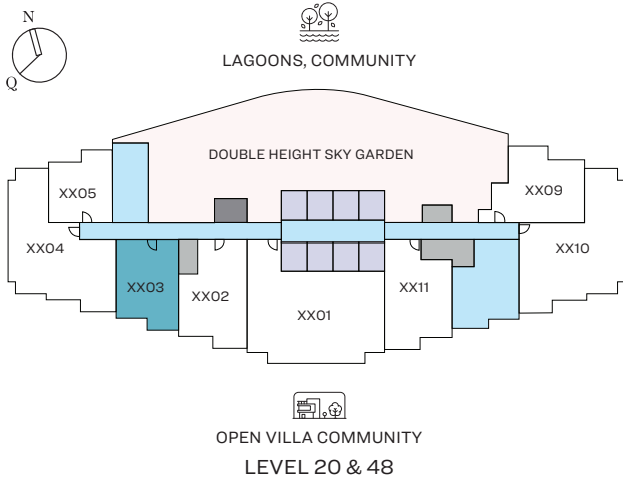 N
Q
LAGOONS, COMMUNITY
DOUBLE HEIGHT SKY GARDEN
XX05
XX09
XX04
XX10
XX03
XX02
XX11
XX01
OPEN VILLA COMMUNITY
LEVEL 20 & 48